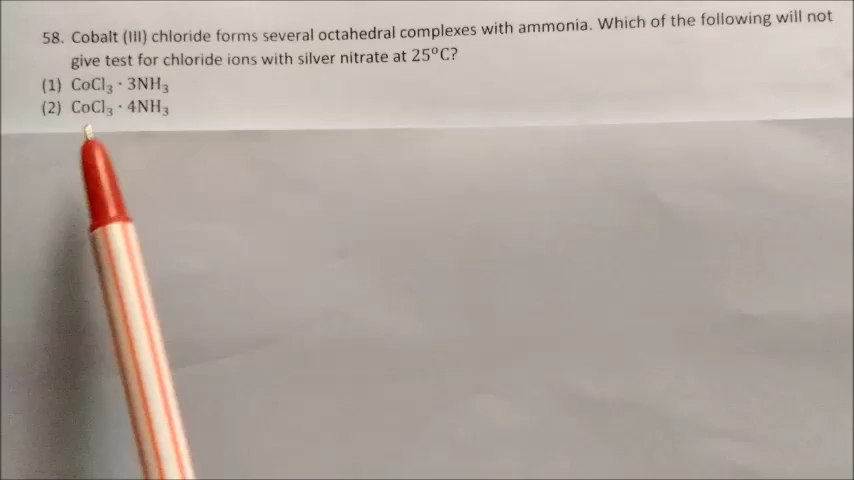 58. Cobalt (III) chloride forms several octahedral complexes with ammonia. Which of the following will not
give test for chloride ions with silver nitrate at 25°C?
(1) CoCl₃ · 3NH₃
(2) CoCl₃ · 4NH₃